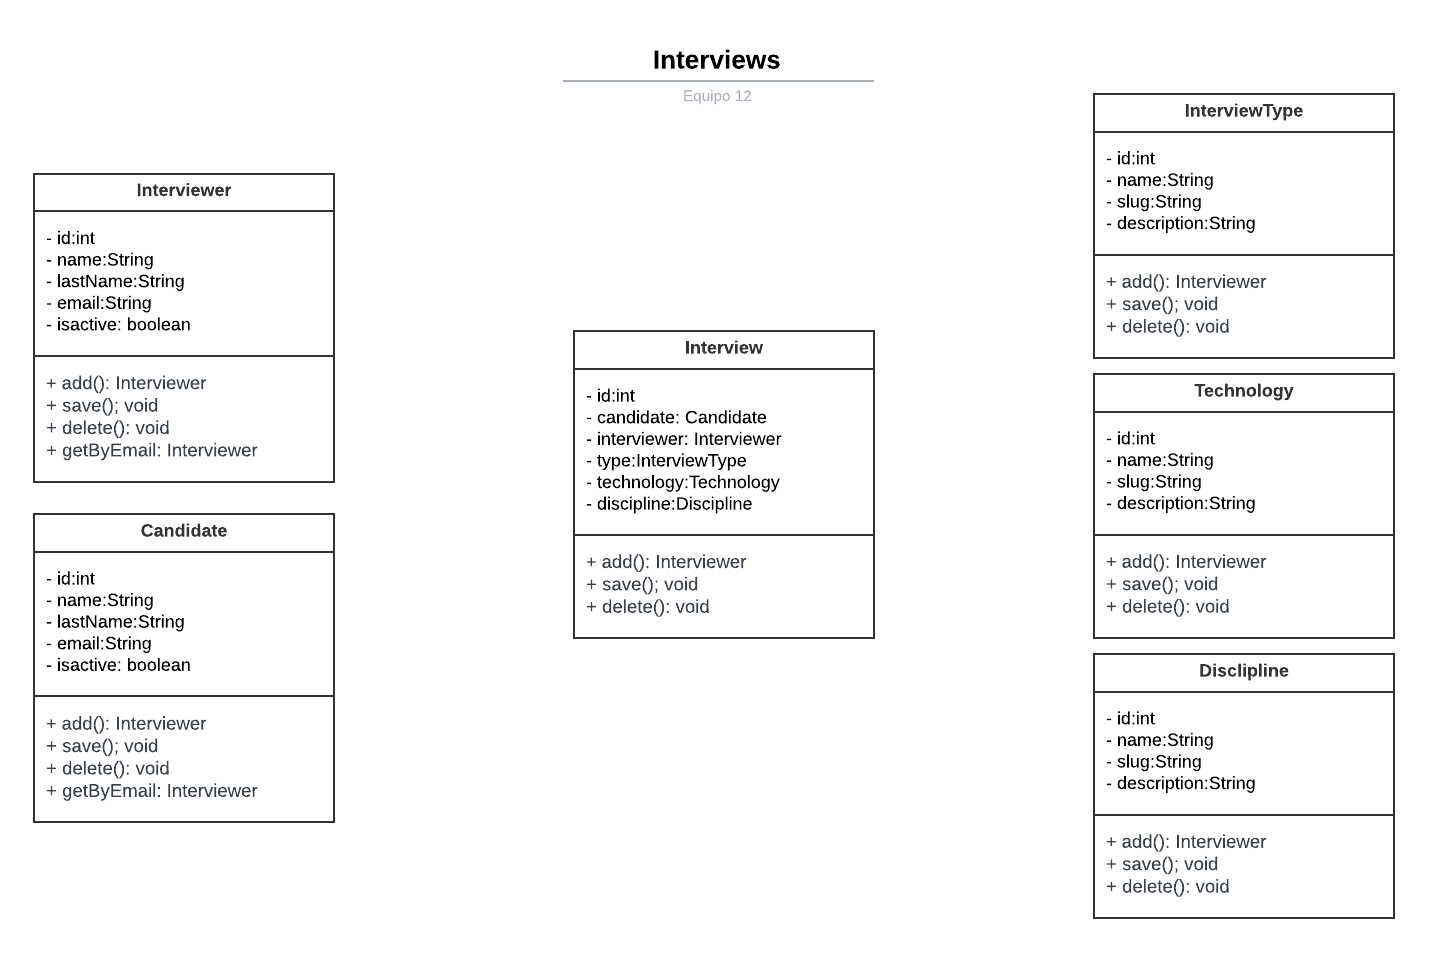 Interviews
Equipo 12
Interviewer
- id:int
- name:String
- lastName:String
- email:String
- isactive: boolean
+ add(): Interviewer
+ save(); void
+ delete(): void
+ getByEmail: Interviewer
Candidate
- id:int
- name:String
- lastName:String
- email:String
- isactive: boolean
+ add(): Interviewer
+ save(); void
+ delete(): void
+ getByEmail: Interviewer
Interview
- id:int
- candidate: Candidate
- interviewer: Interviewer
- type:InterviewType
- technology:Technology
- discipline:Discipline
+ add(): Interviewer
+ save(); void
+ delete(): void
InterviewType
- id:int
- name:String
- slug:String
- description:String
+ add(): Interviewer
+ save(); void
+ delete(): void
Technology
- id:int
- name:String
- slug:String
- description:String
+ add(): Interviewer
+ save(); void
+ delete(): void
Disclipline
- id:int
- name:String
- slug:String
- description:String
+ add(): Interviewer
+ save(); void
+ delete(): void